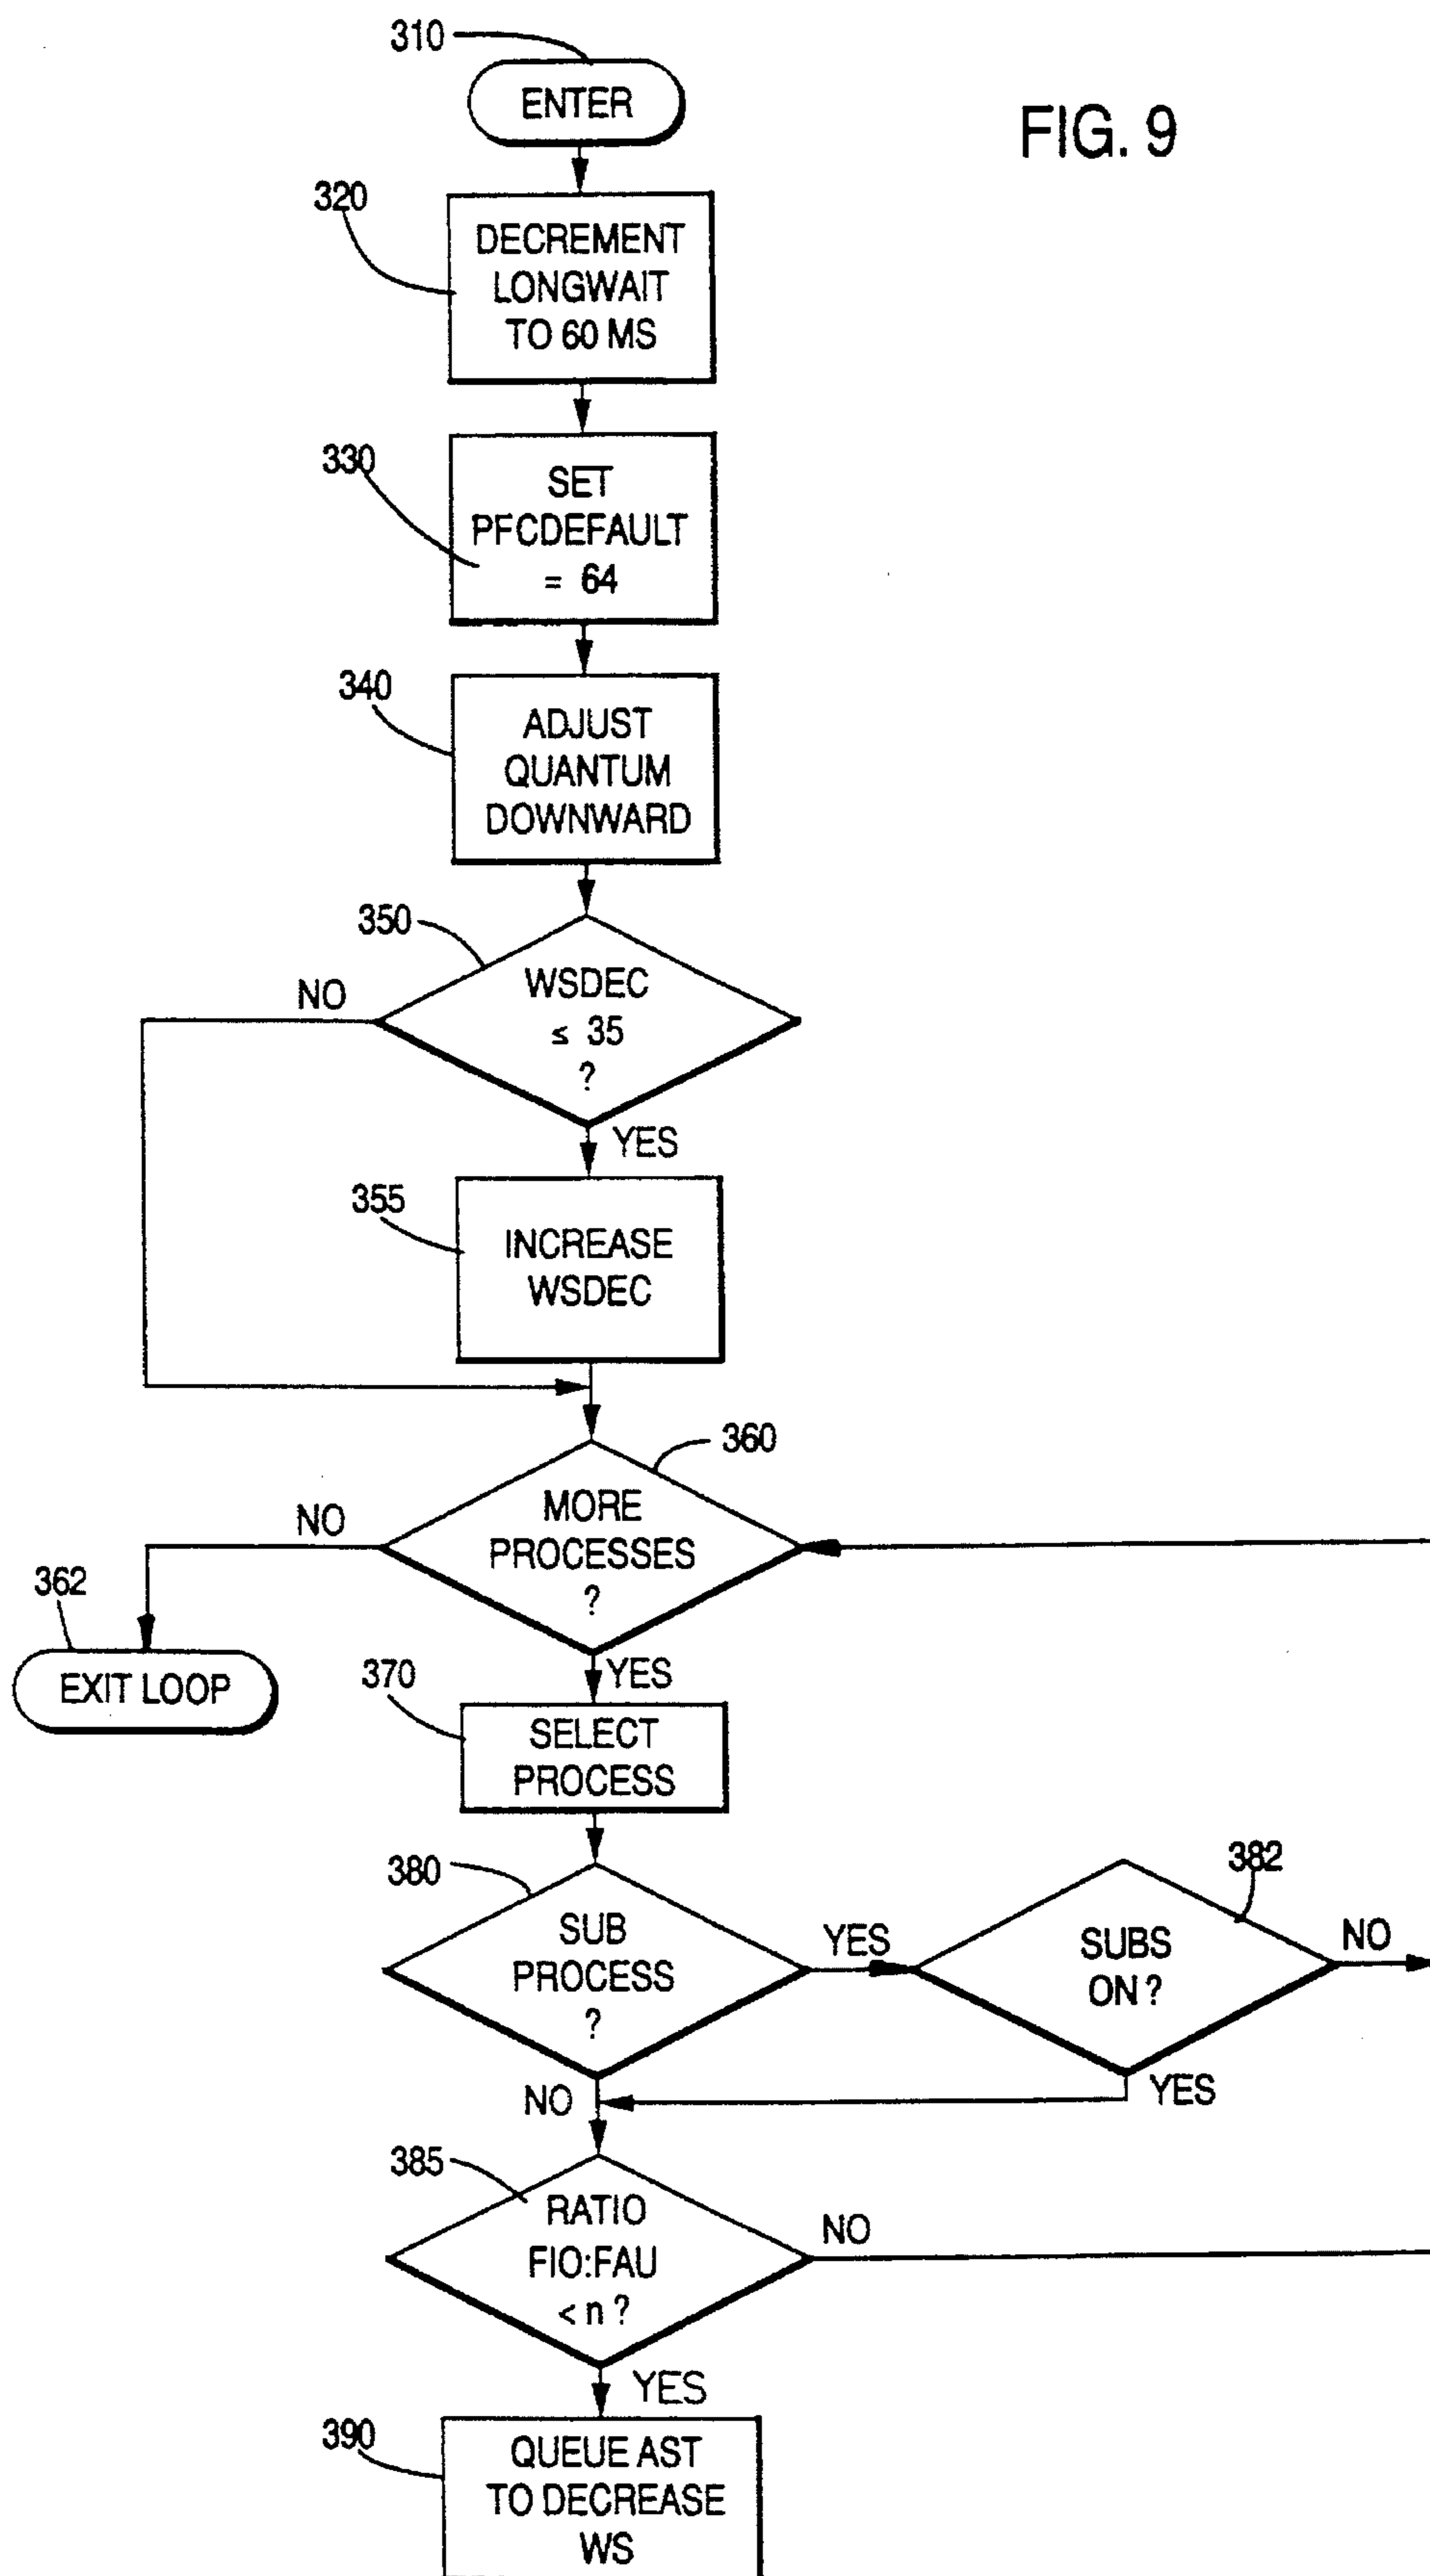 310
ENTER
FIG. 9
320
DECREMENT
LONGWAIT
TO 60 MS
330
SET
PFCDEFAULT
= 64
340
ADJUST
QUANTUM
DOWNWARD
350
NO
WSDEC
≤ 35
?
YES
355
INCREASE
WSDEC
360
NO
MORE
PROCESSES
?
362
EXIT LOOP
YES
370
SELECT
PROCESS
380
SUB
PROCESS
?
YES
382
SUBS
ON ?
NO
NO
YES
385
RATIO
FIO:FAU
< n ?
NO
YES
390
QUEUE AST
TO DECREASE
WS